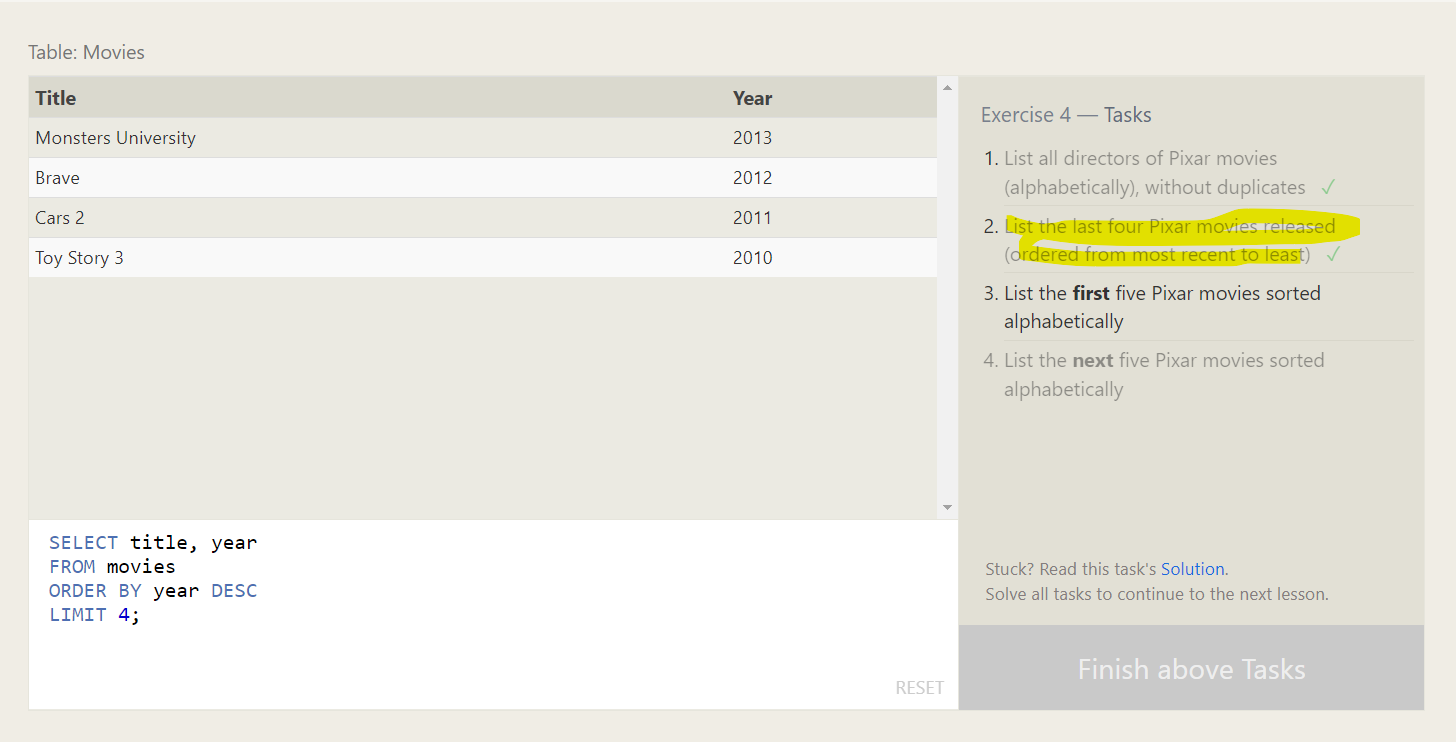 Table: Movies
Title Year
Monsters University 2013
Brave 2012
Cars 2 2011
Toy Story 3 2010
SELECT title, year
FROM movies
ORDER BY year DESC
LIMIT 4;
RESET
Exercise 4 — Tasks
1. List all directors of Pixar movies
(alphabetically), without duplicates ✓
2. List the last four Pixar movies released
(ordered from most recent to least) ✓
3. List the first five Pixar movies sorted
alphabetically
4. List the next five Pixar movies sorted
alphabetically
Stuck? Read this task's Solution.
Solve all tasks to continue to the next lesson.
Finish above Tasks